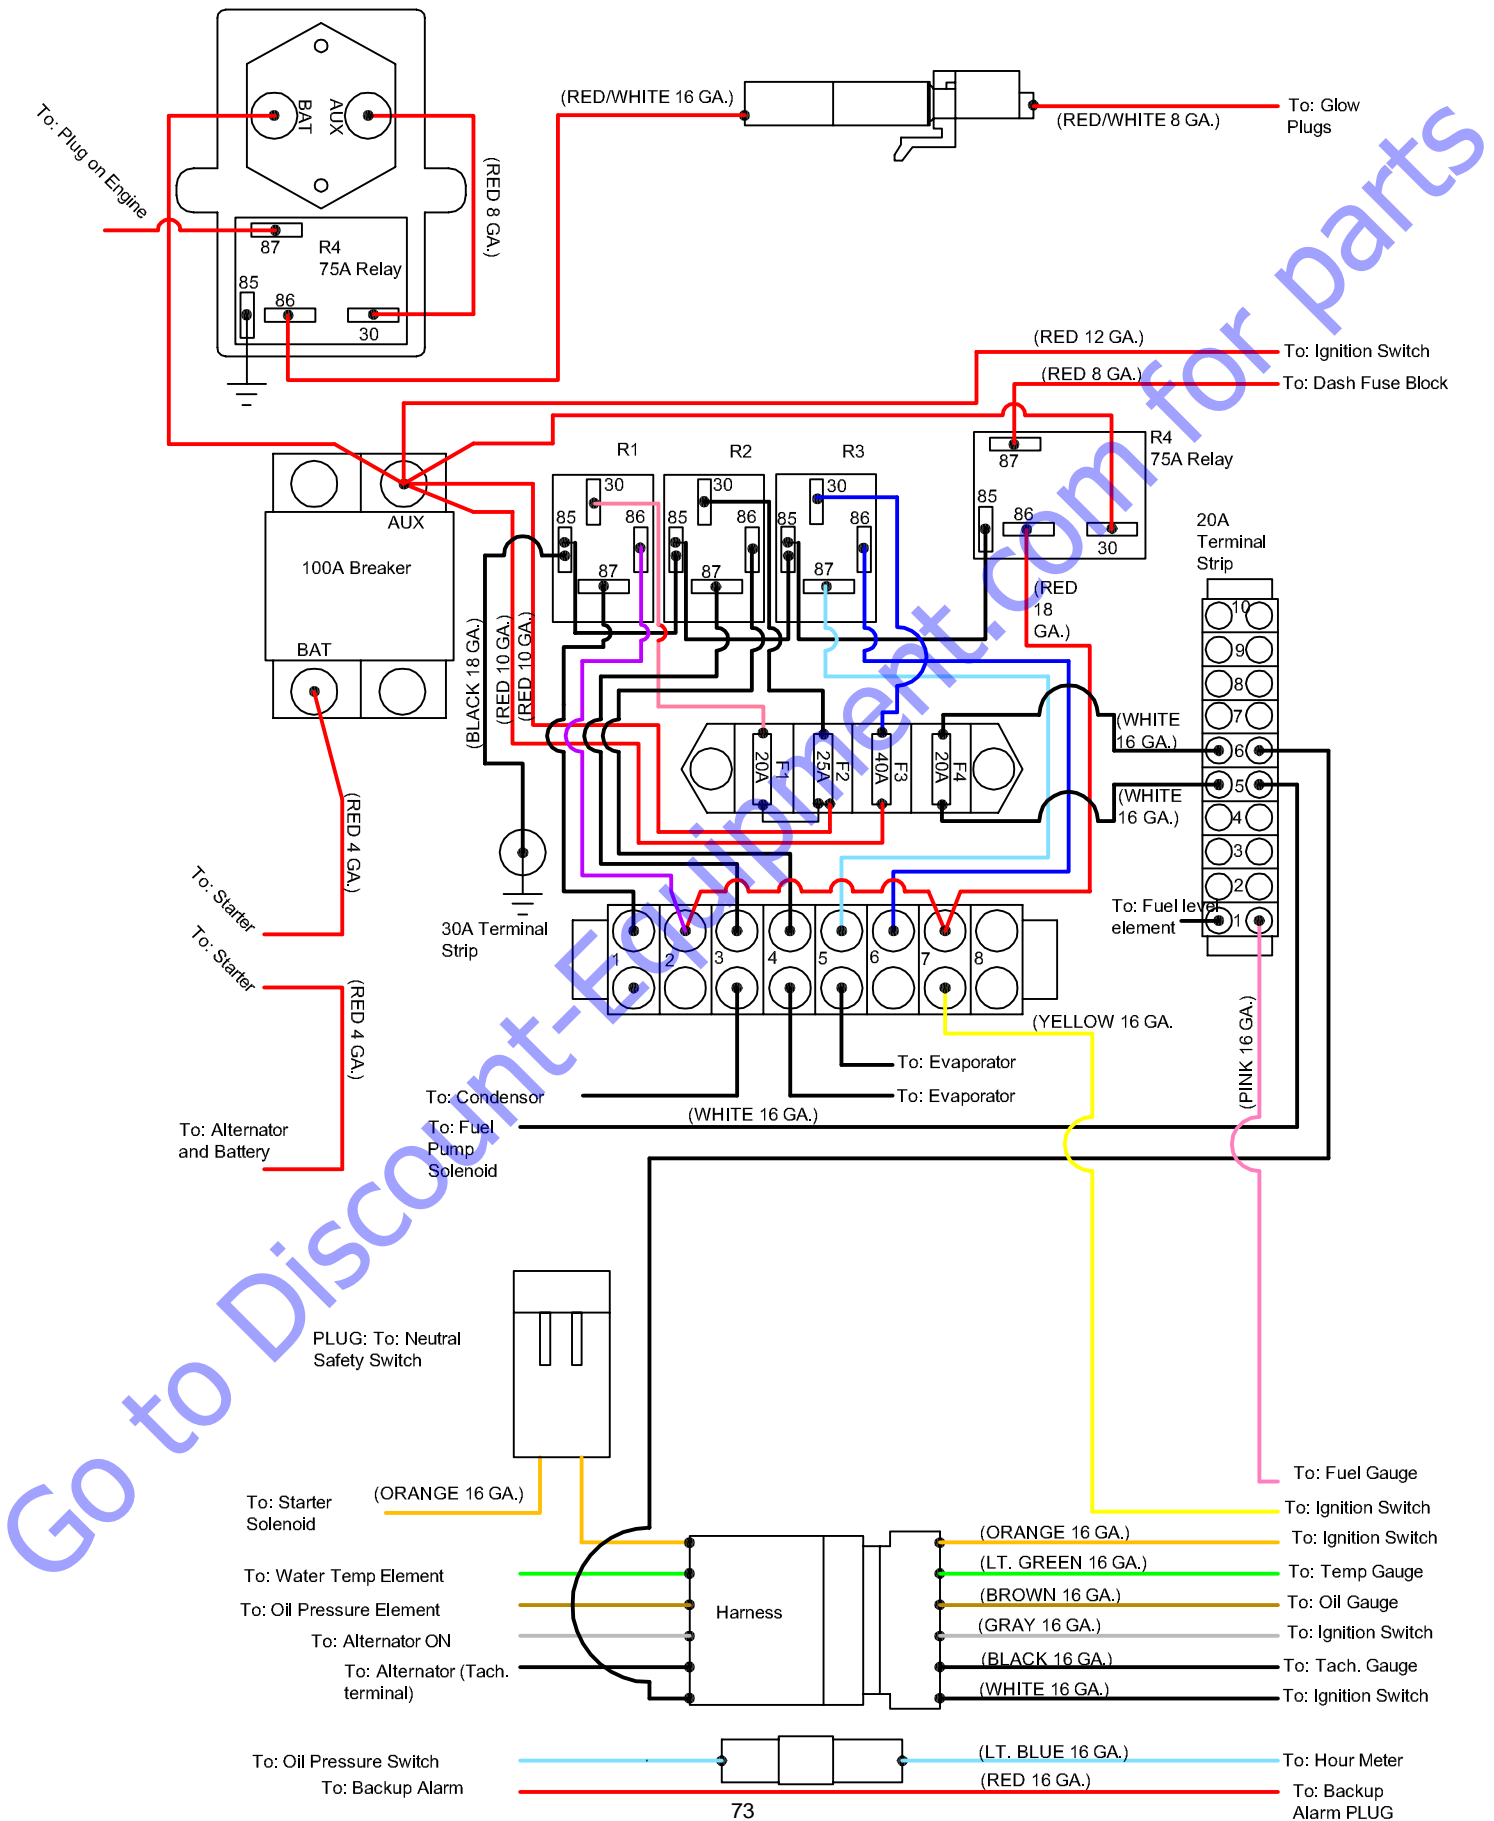 BAT
AUX
(RED/WHITE 16 GA.)
(RED/WHITE 8 GA.)
To: Glow
Plugs
To: Plug on Engine
(RED 8 GA.)
87
R4
75A Relay
85
86
30
(RED 12 GA.)
To: Ignition Switch
(RED 8 GA.)
To: Dash Fuse Block
R1
R2
R3
R4
75A Relay
87
85
86
30
AUX
100A Breaker
BAT
30
85
86
87
30
85
86
87
30
85
86
87
(RED
18
GA.)
20A
Terminal
Strip
10
9
8
7
6
5
4
3
2
1
(BLACK 18 GA.)
(RED 10 GA.)
(RED 10 GA.)
20A
F1
25A
F2
40A
F3
20A
F4
(WHITE
16 GA.)
(WHITE
16 GA.)
(RED 4 GA.)
To: Starter
To: Starter
(RED 4 GA.)
To: Alternator
and Battery
To: Fuel level
element
30A Terminal
Strip
1
2
3
4
5
6
7
8
(YELLOW 16 GA.
(PINK 16 GA.)
To: Evaporator
To: Condensor
To: Evaporator
(WHITE 16 GA.)
To: Fuel
Pump
Solenoid
PLUG: To: Neutral
Safety Switch
To: Starter
Solenoid
(ORANGE 16 GA.)
To: Fuel Gauge
To: Ignition Switch
(ORANGE 16 GA.)
To: Ignition Switch
To: Water Temp Element
(LT. GREEN 16 GA.)
To: Temp Gauge
To: Oil Pressure Element
Harness
(BROWN 16 GA.)
To: Oil Gauge
To: Alternator ON
(GRAY 16 GA.)
To: Ignition Switch
To: Alternator (Tach.
terminal)
(BLACK 16 GA.)
To: Tach. Gauge
(WHITE 16 GA.)
To: Ignition Switch
To: Oil Pressure Switch
(LT. BLUE 16 GA.)
To: Hour Meter
To: Backup Alarm
(RED 16 GA.)
To: Backup
Alarm PLUG
73
Go to Discount-Equipment.com for parts